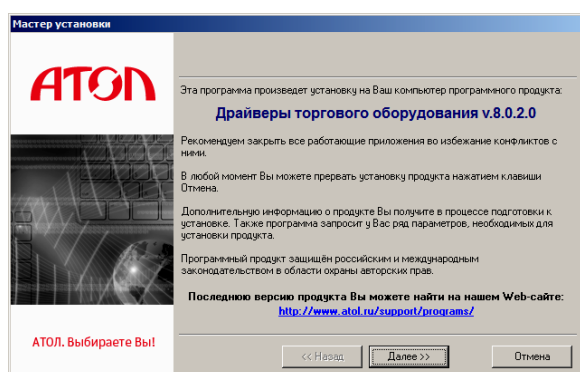 Мастер установки
АТОЛ
Эта программа произведет установку на Ваш компьютер программного продукта:
Драйверы торгового оборудования v.8.0.2.0
Рекомендуем закрыть все работающие приложения во избежание конфликтов с
ними.
В любой момент Вы можете прервать установку продукта нажатием клавиши
Отмена.
Дополнительную информацию о продукте Вы получите в процессе подготовки к
установке. Также программа запросит у Вас ряд параметров, необходимых для
установки продукта.
Программный продукт защищён российским и международным
законодательством в области охраны авторских прав.
Последнюю версию продукта Вы можете найти на нашем Web-сайте:
http://www.atol.ru/support/programs/
АТОЛ. Выбираете Вы!
<< Назад
Далее >>
Отмена